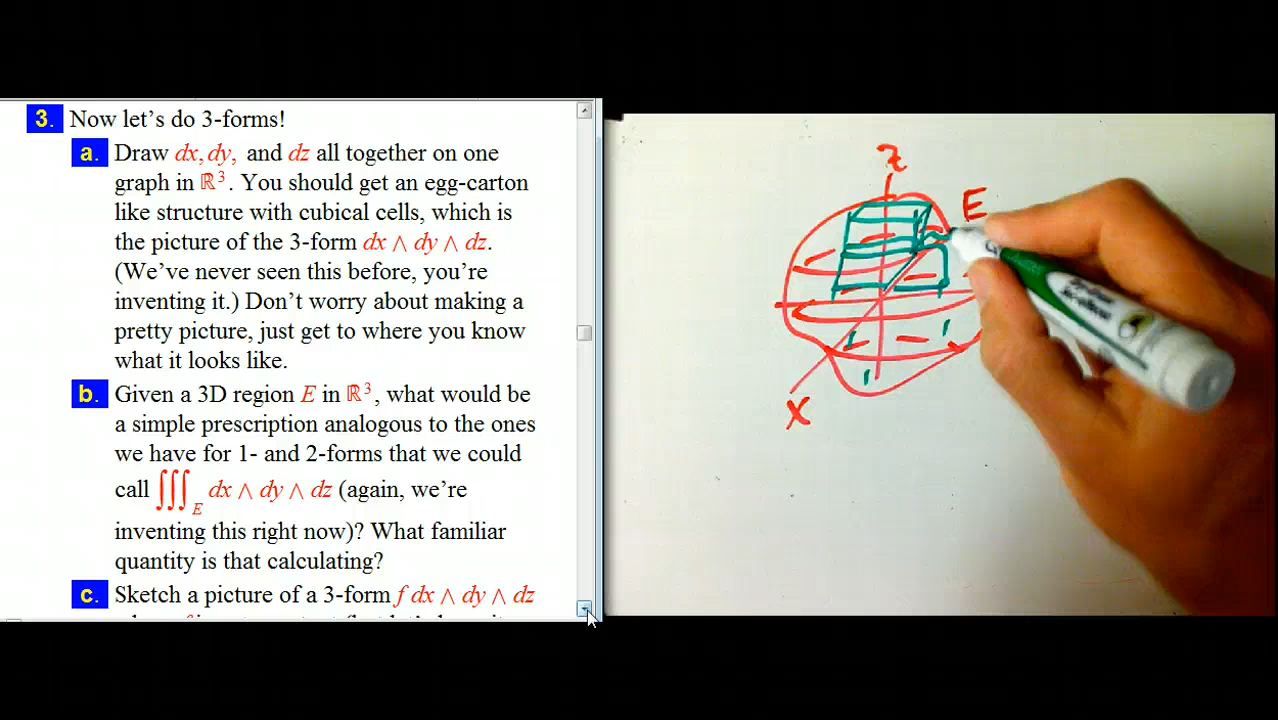 3. Now let's do 3-forms!
a. Draw dx, dy, and dz all together on one
graph in ℝ³. You should get an egg-carton
like structure with cubical cells, which is
the picture of the 3-form dx ∧ dy ∧ dz.
(We've never seen this before, you're
inventing it.) Don't worry about making a
pretty picture, just get to where you know
what it looks like.
b. Given a 3D region E in ℝ³, what would be
a simple prescription analogous to the ones
we have for 1- and 2-forms that we could
call ∭_E dx ∧ dy ∧ dz (again, we're
inventing this right now)? What familiar
quantity is that calculating?
c. Sketch a picture of a 3-form f dx ∧ dy ∧ dz
z
E
x